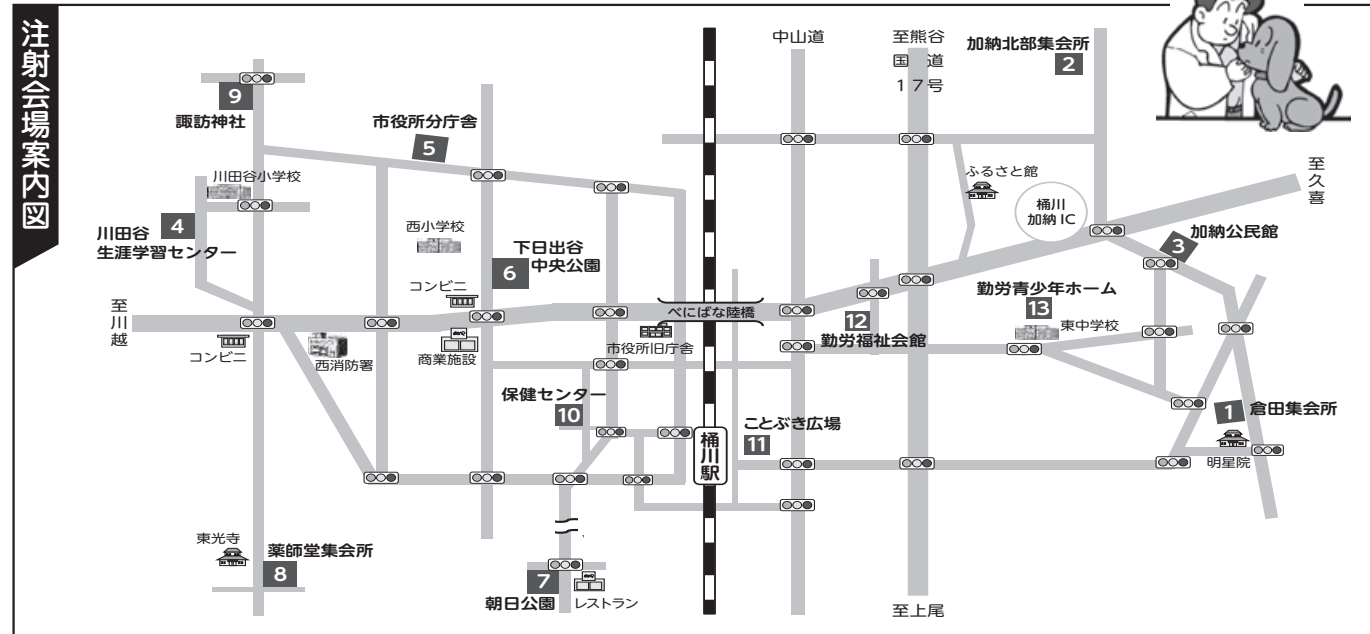 注射会場案内図
中山道
至熊谷
国道
17号
加納北部集会所
2
9
諏訪神社
市役所分庁舎
5
川田谷小学校
4
川田谷
生涯学習センター
西小学校
下日出谷
中央公園
6
コンビニ
ふるさと館
桶川
加納IC
至久喜
加納公民館
3
至川越
コンビニ
西消防署
商業施設
べにばな陸橋
市役所旧庁舎
12
勤労福祉会館
勤労青少年ホーム
13
東中学校
保健センター
10
桶川駅
ことぶき広場
11
1
倉田集会所
明星院
東光寺
薬師堂集会所
8
7
朝日公園
レストラン
至上尾